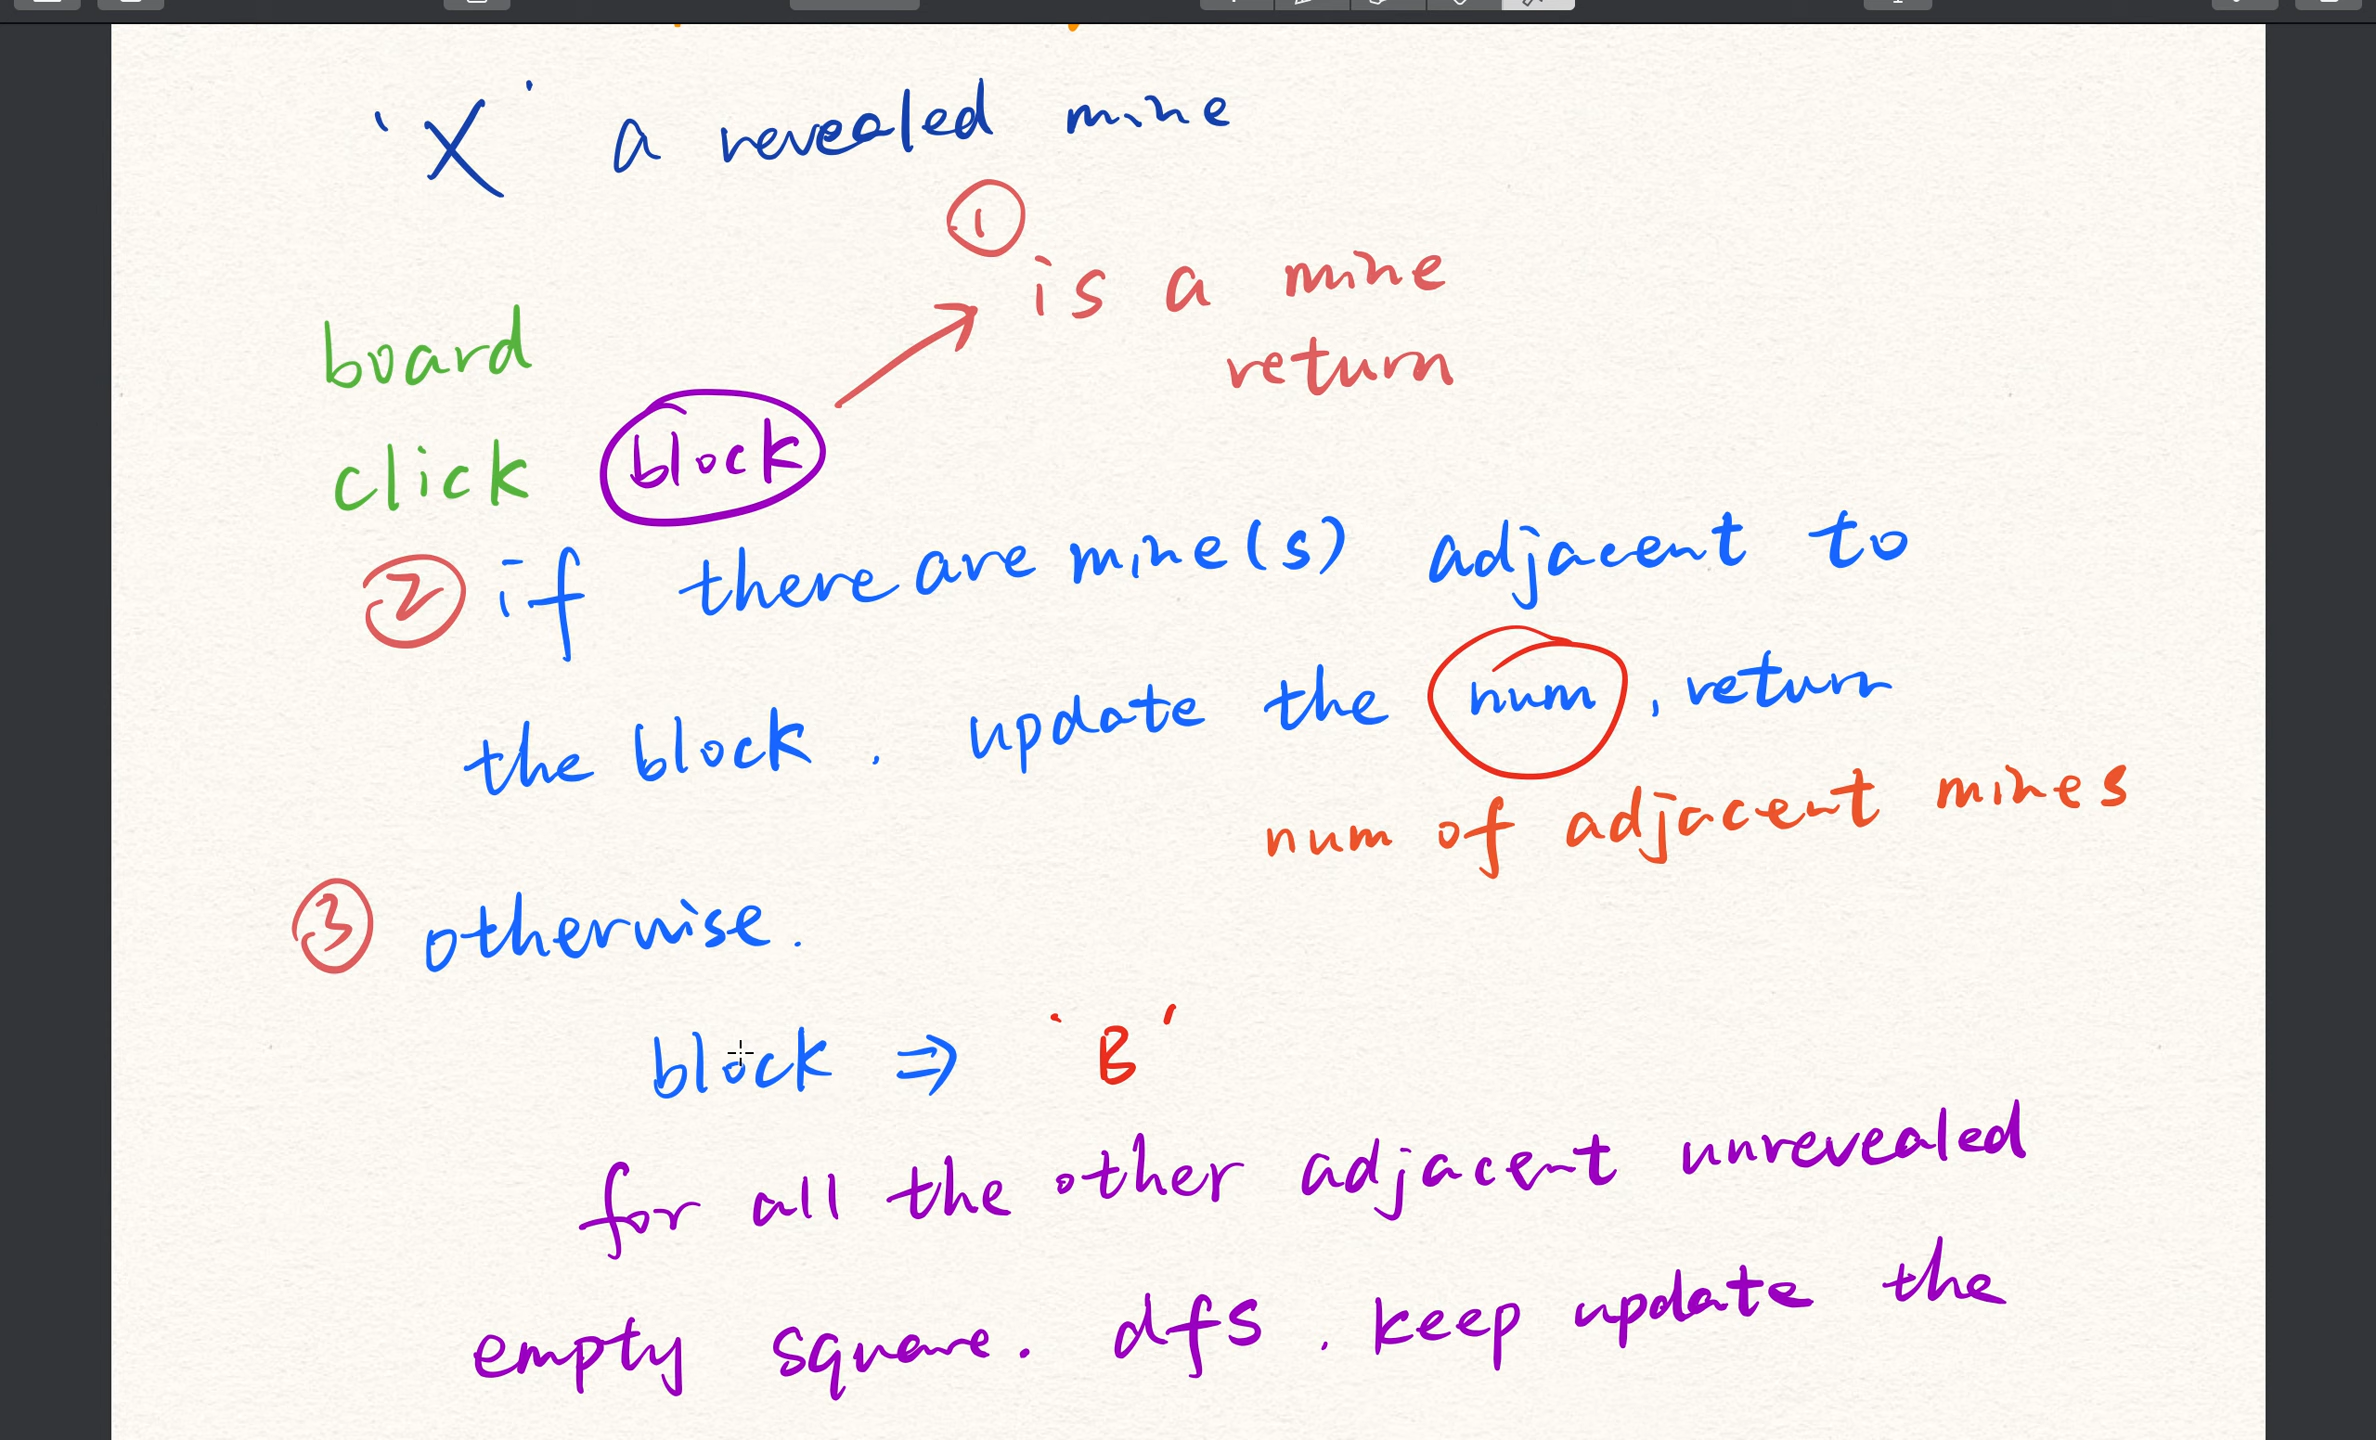 'X' a revealed mine
①
is a mine
return
board
click block
② if there are mine(s) adjacent to
the block, update the num, return
num of adjacent mines
③ otherwise.
block ⇒ 'B'
for all the other adjacent unrevealed
empty square. dfs, keep update the